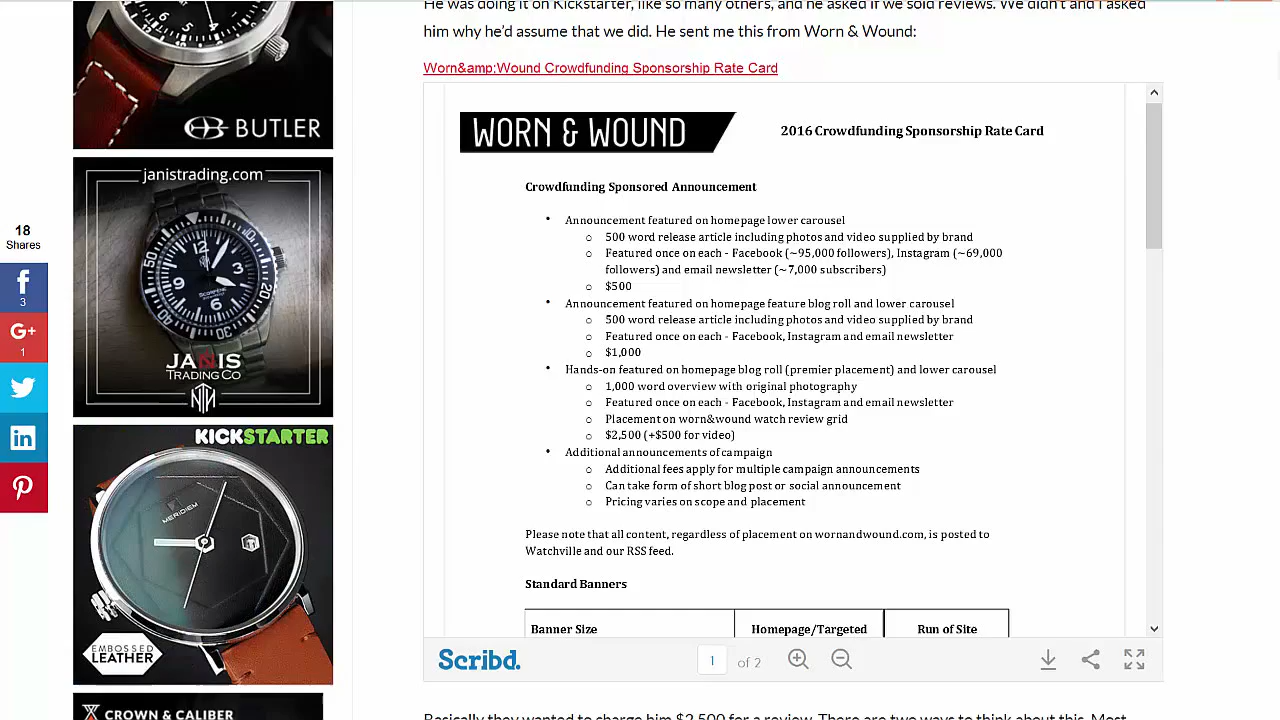 He was doing it on Kickstarter, like so many others, and he asked if we sold reviews. We didn't and I asked
him why he'd assume that we did. He sent me this from Worn & Wound:
Worn&amp;Wound Crowdfunding Sponsorship Rate Card
WORN & WOUND
2016 Crowdfunding Sponsorship Rate Card
Crowdfunding Sponsored Announcement
• Announcement featured on homepage lower carousel
o 500 word release article including photos and video supplied by brand
o Featured once on each - Facebook (~95,000 followers), Instagram (~69,000
followers) and email newsletter (~7,000 subscribers)
o $500
• Announcement featured on homepage feature blog roll and lower carousel
o 500 word release article including photos and video supplied by brand
o Featured once on each - Facebook, Instagram and email newsletter
o $1,000
• Hands-on featured on homepage blog roll (premier placement) and lower carousel
o 1,000 word overview with original photography
o Featured once on each - Facebook, Instagram and email newsletter
o Placement on worn&wound watch review grid
o $2,500 (+$500 for video)
• Additional announcements of campaign
o Additional fees apply for multiple campaign announcements
o Can take form of short blog post or social announcement
o Pricing varies on scope and placement
Please note that all content, regardless of placement on wornandwound.com, is posted to
Watchville and our RSS feed.
Standard Banners
Banner Size Homepage/Targeted Run of Site
Scribd.
1 of 2
Basically they wanted to charge him $2,500 for a review. There are two ways to think about this. Most
BUTLER
janistrading.com
12
3
6
9
JANIS
TRADING CO
KICKSTARTER
MERIDIEM
EMBOSSED
LEATHER
CROWN & CALIBER
18
Shares
3
G+
1
in